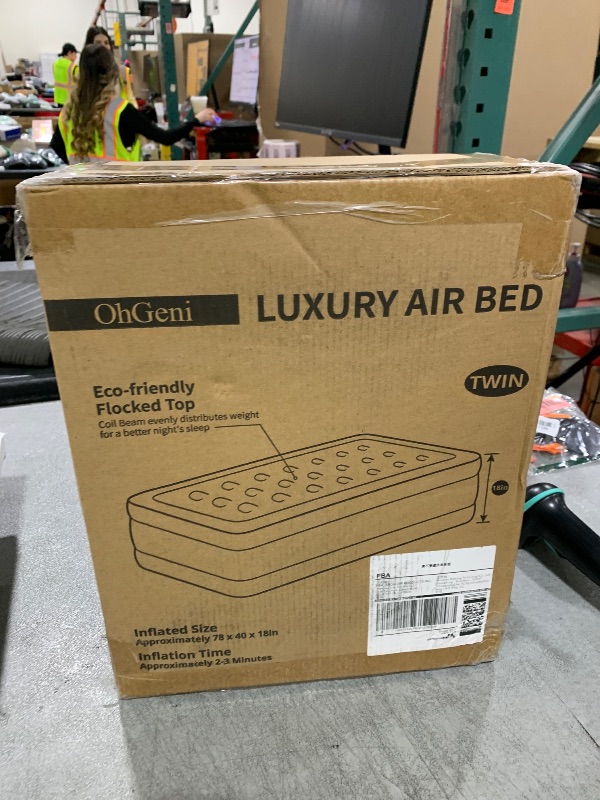 OhGeni
LUXURY AIR BED
TWIN
Eco-friendly
Flocked Top
Coil Beam evenly distributes weight
for a better night's sleep
18in
FBA
Inflated Size
Approximately 78 x 40 x 18in
Inflation Time
Approximately 2-3 Minutes